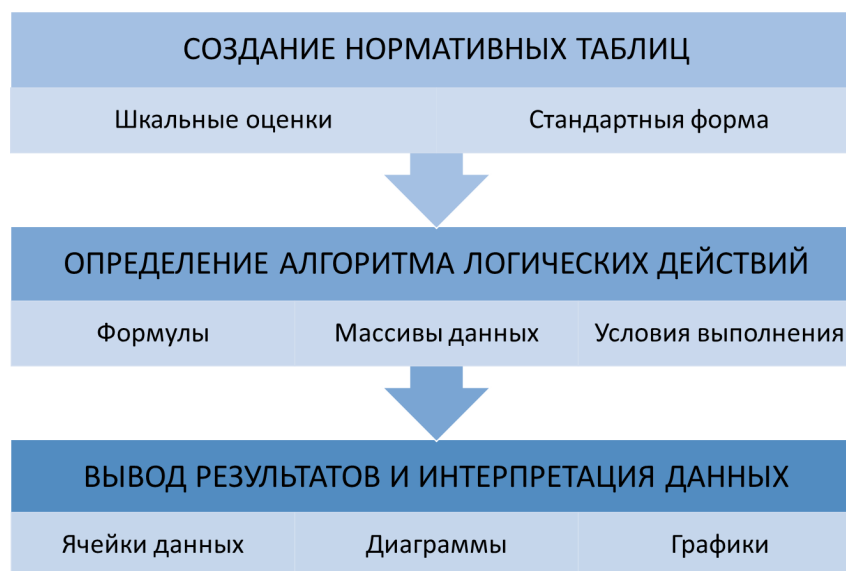 СОЗДАНИЕ НОРМАТИВНЫХ ТАБЛИЦ
Шкальные оценки
Стандартныя форма
ОПРЕДЕЛЕНИЕ АЛГОРИТМА ЛОГИЧЕСКИХ ДЕЙСТВИЙ
Формулы
Массивы данных
Условия выполнения
ВЫВОД РЕЗУЛЬТАТОВ И ИНТЕРПРЕТАЦИЯ ДАННЫХ
Ячейки данных
Диаграммы
Графики